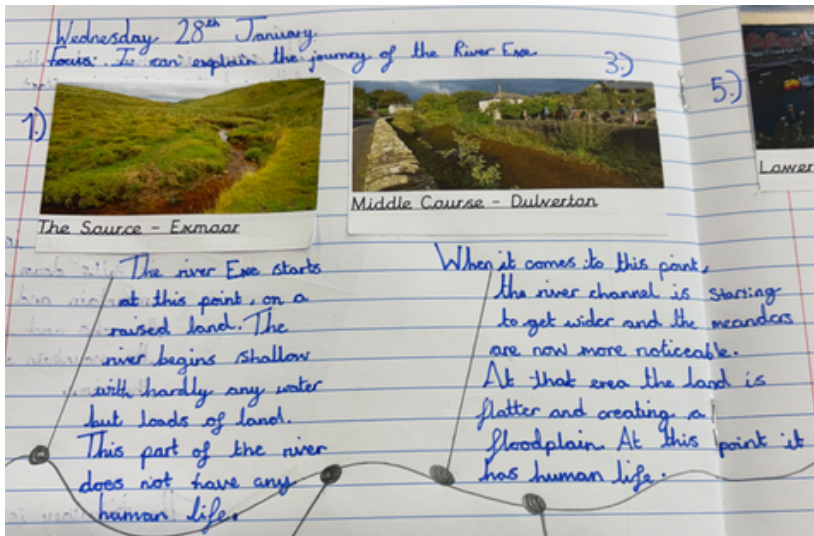 Wednesday 28th January.
Focus: I can explain the journey of the River Exe
1.)
The Source - Exmoor
The river Exe starts
at this point, on a
raised land. The
river begins shallow
with hardly any water
but loads of land.
This part of the river
does not have any
human life.
3.)
Middle Course - Dulverton
When it comes to this point,
the river channel is starting
to get wider and the meanders
are now more noticeable.
At that area the land is
flatter and creating a
floodplain. At this point it
has human life.
5.)
Lower